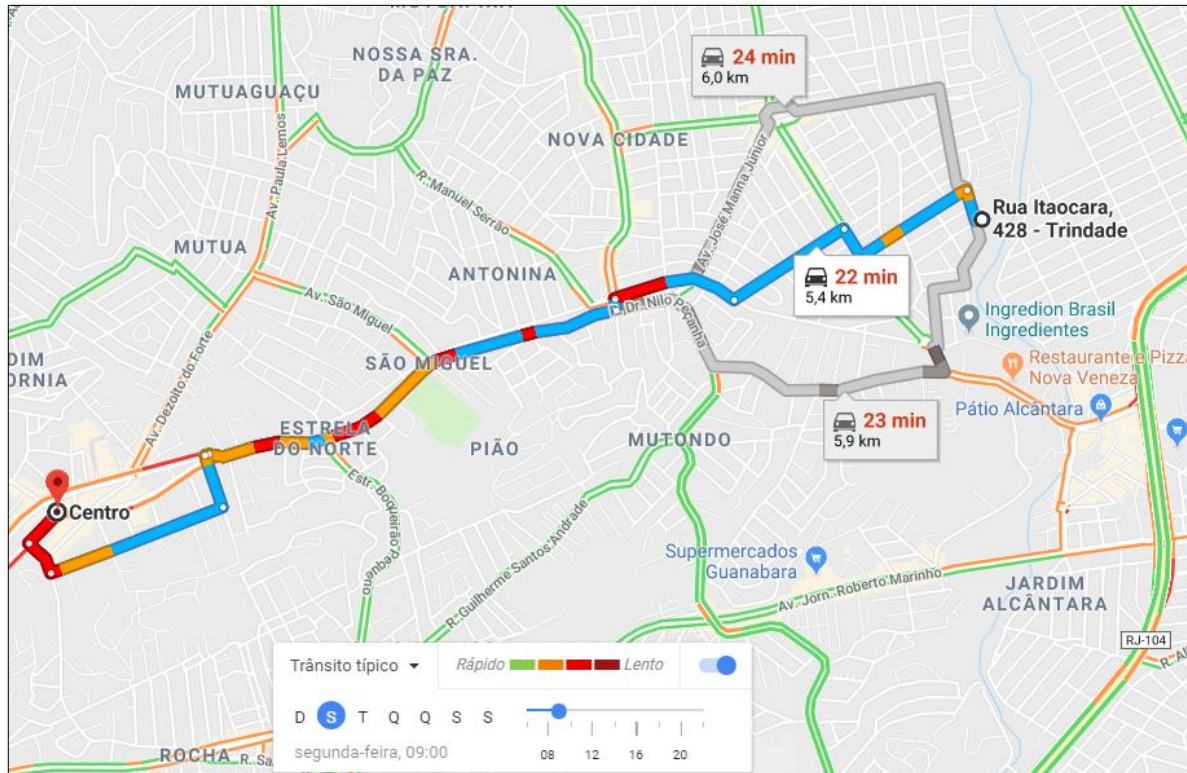 NOSSA SRA.
DA PAZ
MUTUAGUAÇU
24 min
6,0 km
NOVA CIDADE
Av. Paula Lemos
R. Manuel Serrão
Av. José Manna Júnior
Rua Itaocara,
428 - Trindade
MUTUA
ANTONINA
22 min
5,4 km
Av. São Miguel
Dr. Nilo Peçanha
Ingredion Brasil
Ingredientes
SÃO MIGUEL
Restaurante e Pizza
Nova Veneza
Av. Dezoito do Forte
Pátio Alcântara
23 min
5,9 km
ESTRELA
DO NORTE
PIÃO
MUTONDO
Centro
Estr. Boqueirão Pequeno
R. Guilherme Santos Andrade
Supermercados
Guanabara
Av. Jorn. Roberto Marinho
JARDIM
ALCÂNTARA
RJ-104
Trânsito típico
Rápido
Lento
D S T Q Q S S
segunda-feira, 09:00
08 12 16 20
ROCHA